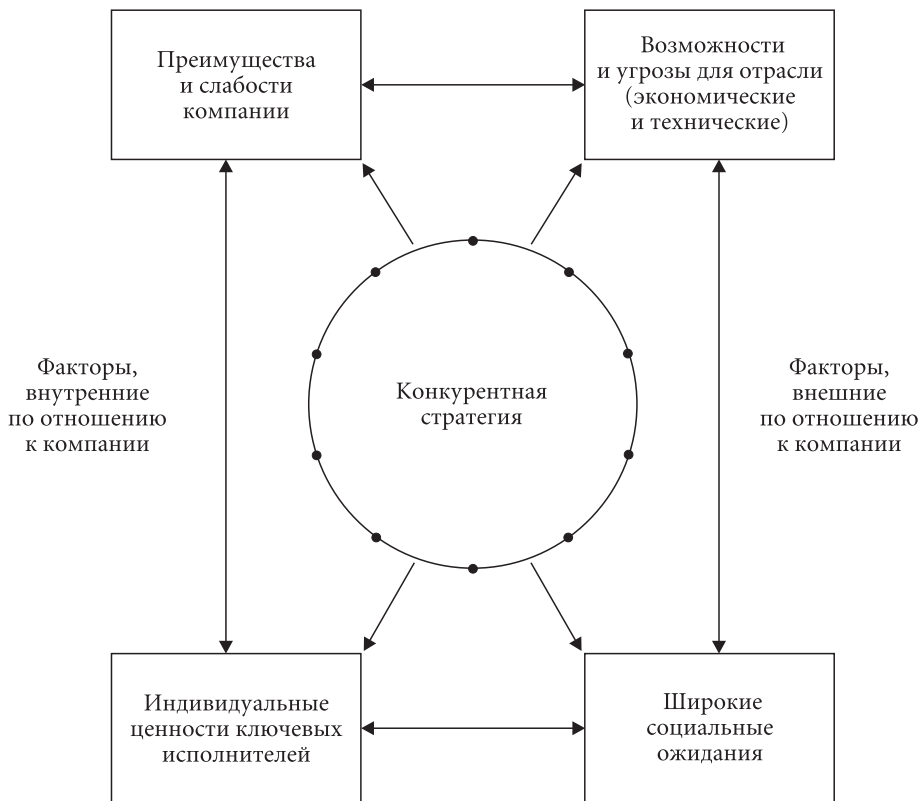 Преимущества
и слабости
компании
Возможности
и угрозы для отрасли
(экономические
и технические)
Факторы,
внутренние
по отношению
к компании
Конкурентная
стратегия
Факторы,
внешние
по отношению
к компании
Индивидуальные
ценности ключевых
исполнителей
Широкие
социальные
ожидания